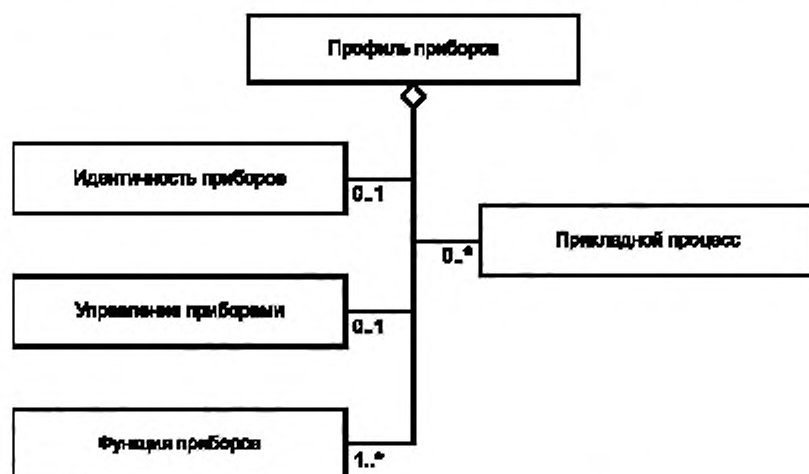 Профиль приборов
Идентичность приборов
0..1
Прикладной процесс
0..*
Управление приборами
0..1
Функция приборов
1..*